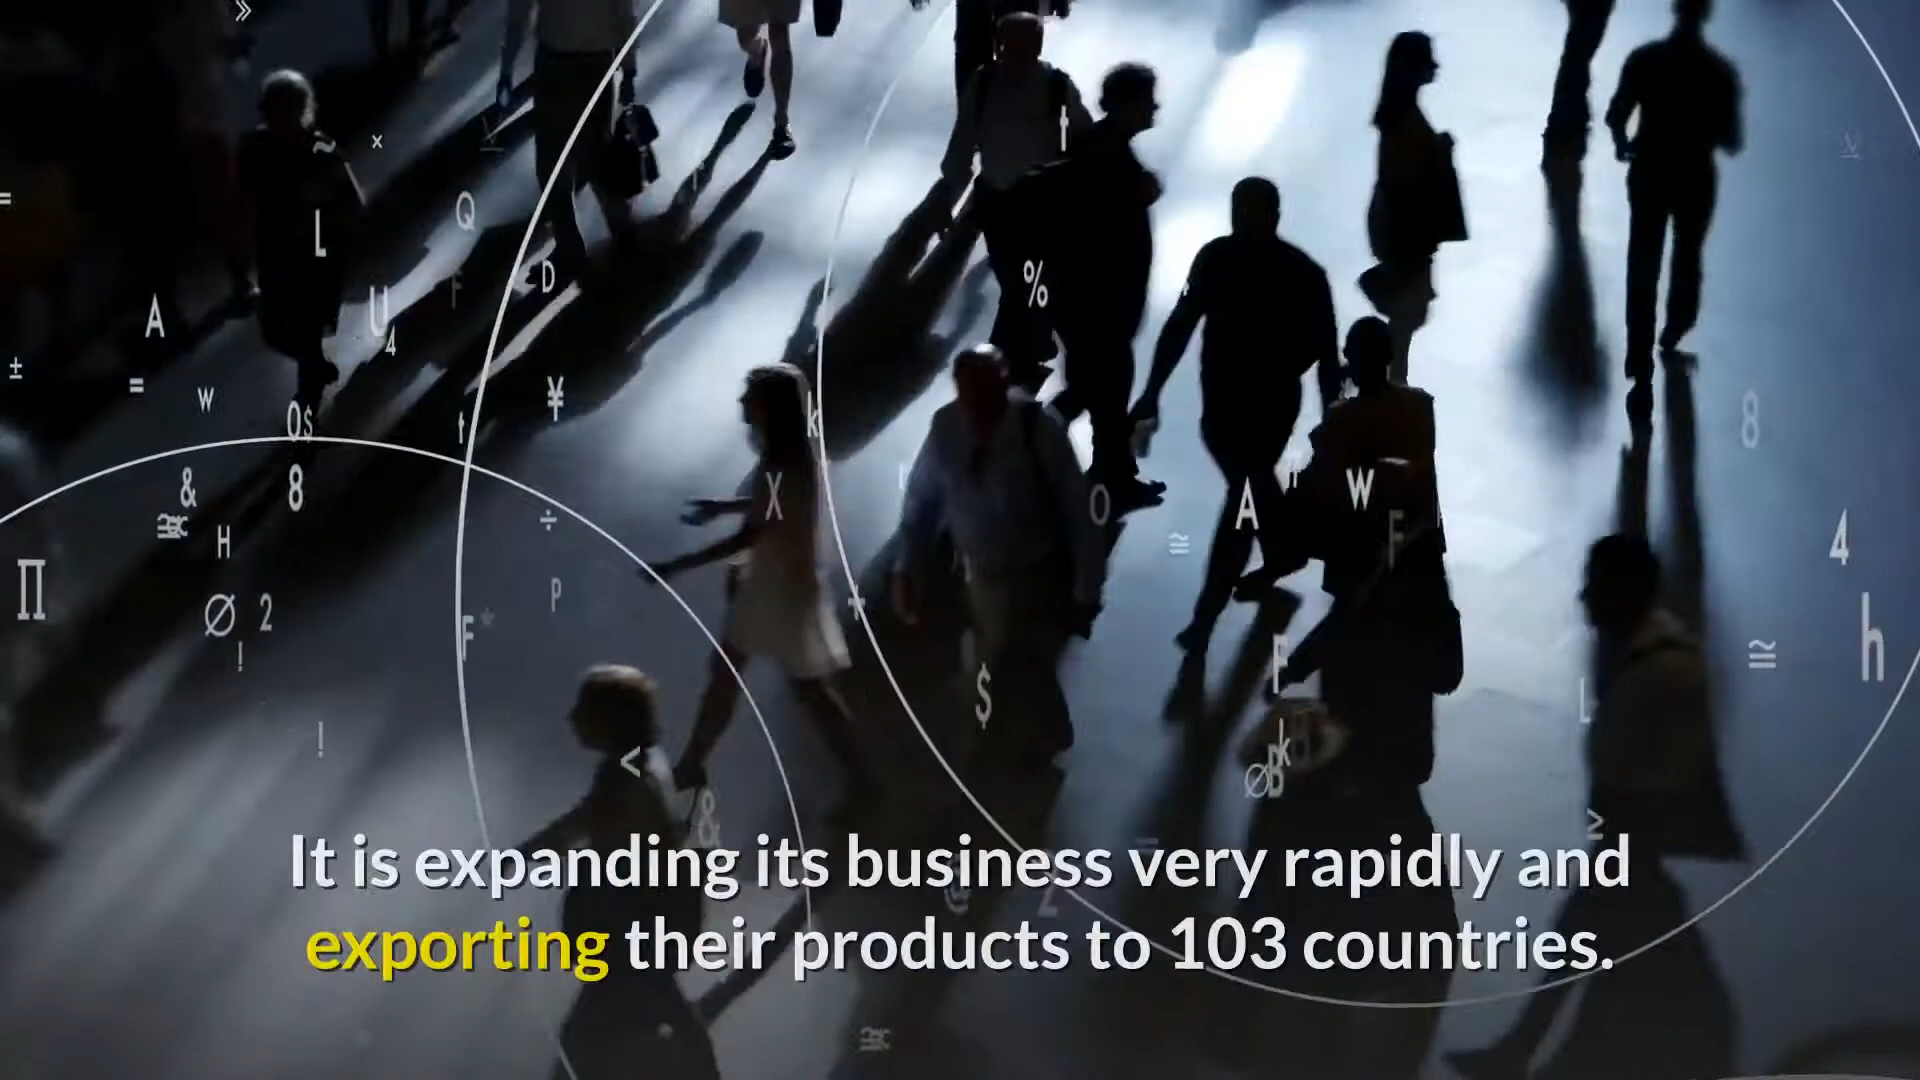 It is expanding its business very rapidly and
exporting their products to 103 countries.